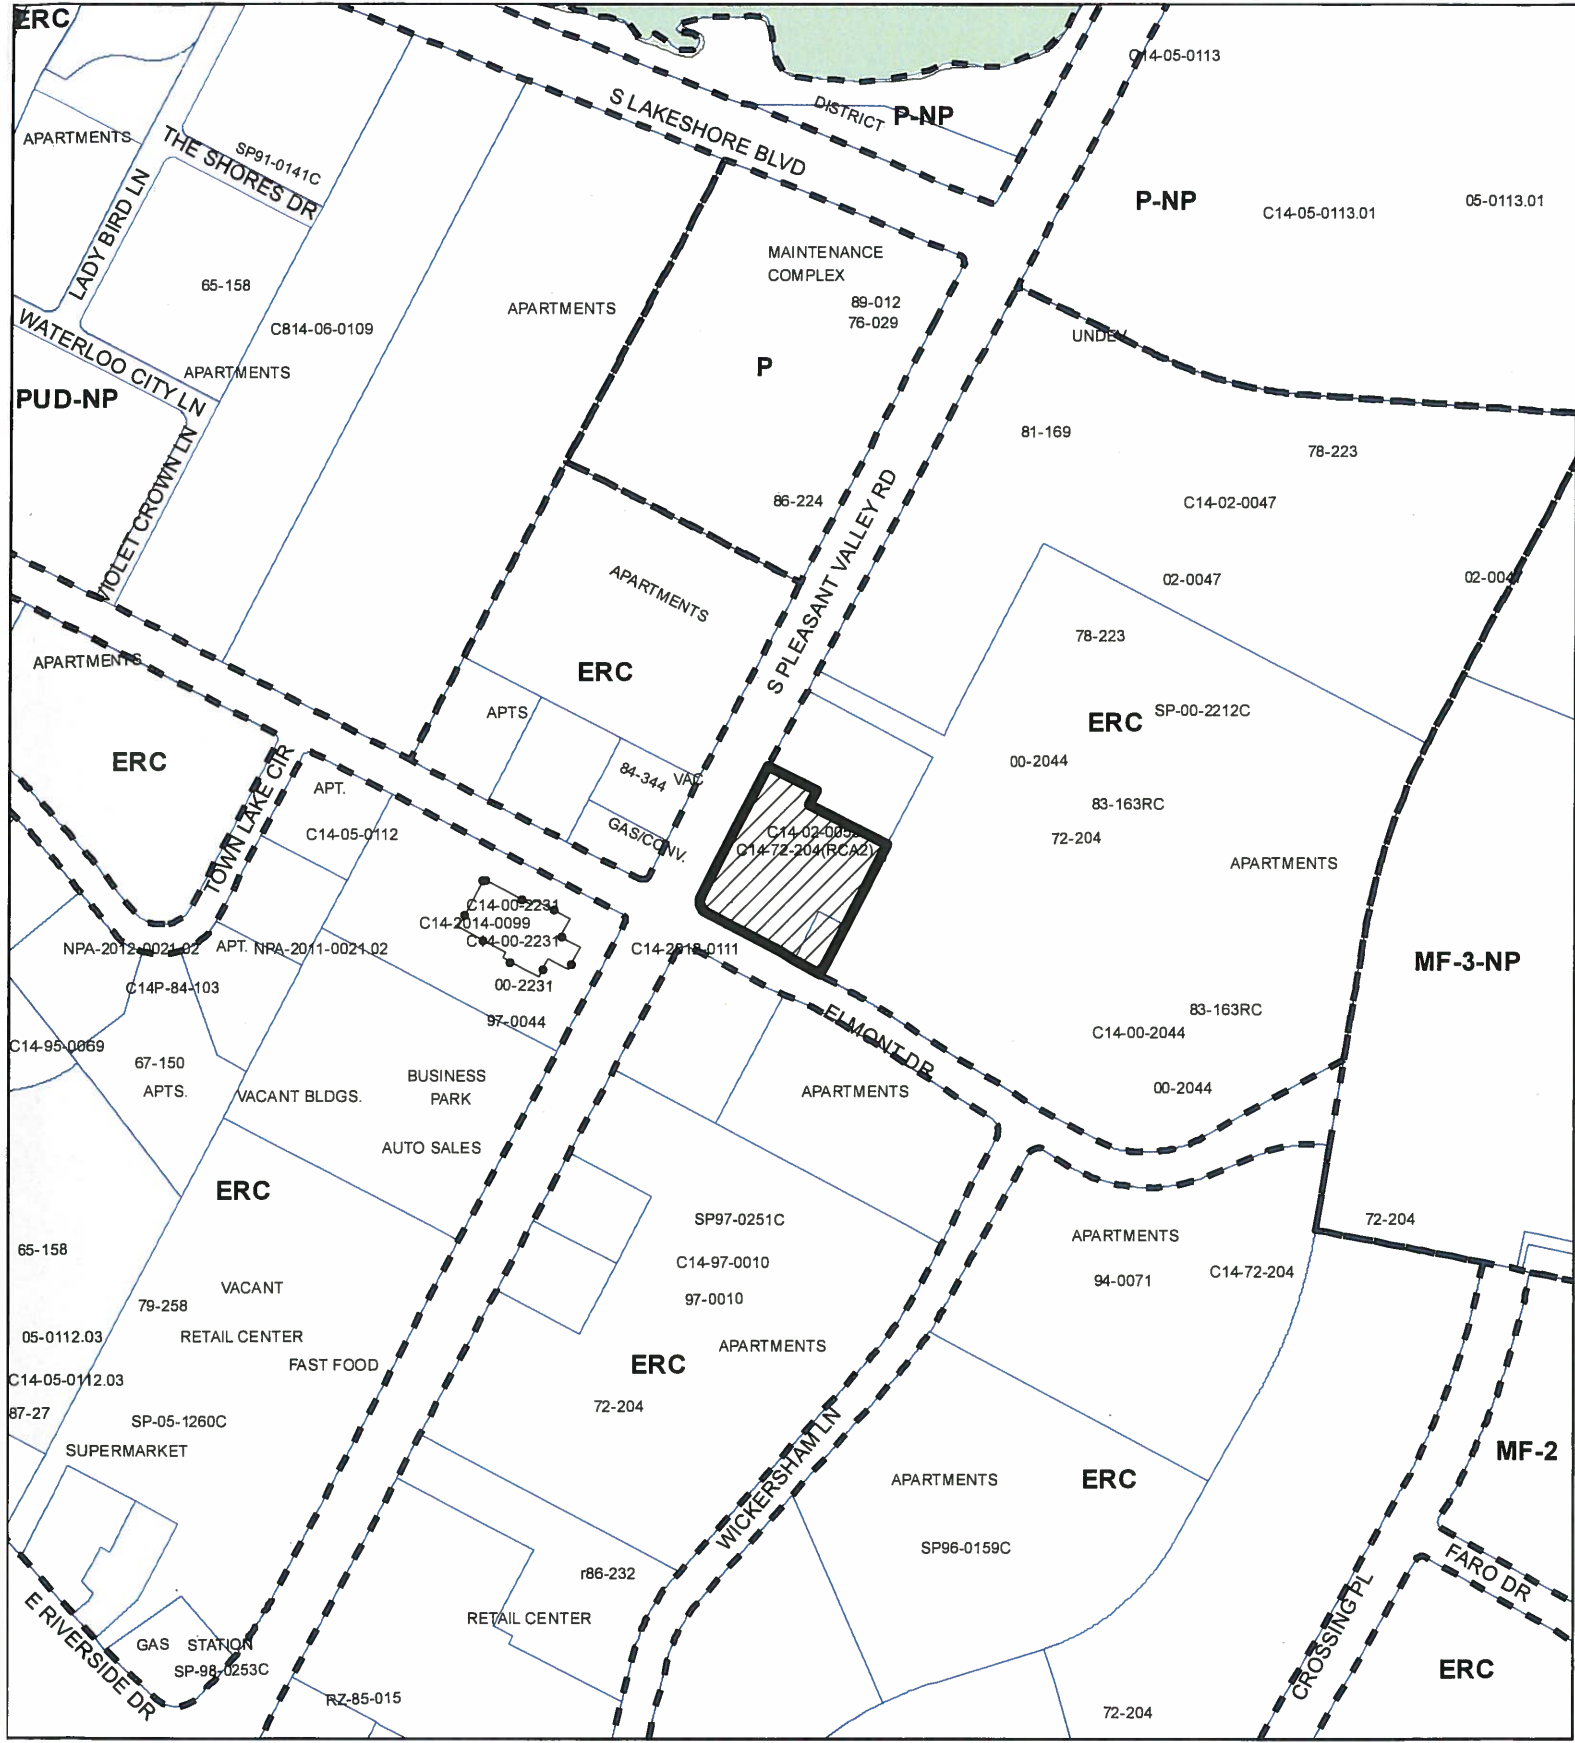 ERC
C14-05-0113
S LAKESHORE BLVD
DISTRICT
P-NP
APARTMENTS
THE SHORES DR
SP91-0141C
LADY BIRD LN
P-NP
C14-05-0113.01
05-0113.01
MAINTENANCE
COMPLEX
89-012
76-029
65-158
C814-06-0109
APARTMENTS
WATERLOO CITY LN
APARTMENTS
PUD-NP
P
UNDEV
VIOLET CROWN LN
81-169
78-223
86-224
C14-02-0047
S PLEASANT VALLEY RD
02-0047
02-0047
APARTMENTS
78-223
APARTMENTS
ERC
APTS
ERC
SP-00-2212C
ERC
TOWN LAKE CIR
84-344
VAC
00-2044
APT.
83-163RC
C14-05-0112
GAS/CONV.
C14-72-204(RCA2)
72-204
APARTMENTS
C14-00-2231
C14-2014-0099
C14-00-2231
NPA-2012-0021.02
APT.
NPA-2011-0021.02
C14-2018-0111
MF-3-NP
C14P-84-103
00-2231
97-0044
ELMONT DR
83-163RC
C14-00-2044
C14-95-0069
67-150
APTS.
VACANT BLDGS.
BUSINESS
PARK
APARTMENTS
00-2044
AUTO SALES
ERC
SP97-0251C
72-204
65-158
APARTMENTS
C14-97-0010
94-0071
C14-72-204
VACANT
79-258
97-0010
05-0112.03
RETAIL CENTER
APARTMENTS
FAST FOOD
ERC
C14-05-0112.03
87-27
SP-05-1260C
72-204
SUPERMARKET
WICKERSHAM LN
APARTMENTS
ERC
MF-2
SP96-0159C
r86-232
FARO DR
E RIVERSIDE DR
RETAIL CENTER
CROSSING PL
GAS STATION
SP-98-0253C
ERC
RZ-85-015
72-204